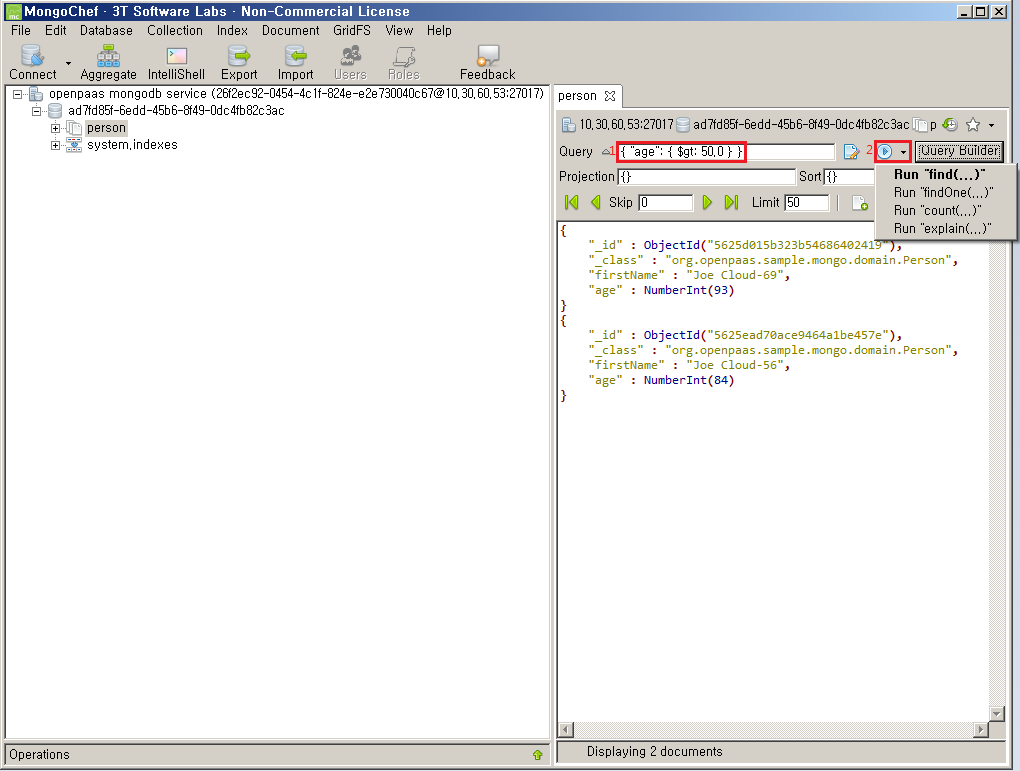 MongoChef - 3T Software Labs - Non-Commercial License
File Edit Database Collection Index Document GridFS View Help
Connect Aggregate IntelliShell Export Import Users Roles Feedback
openpaas mongodb service (26f2ec92-0454-4c1f-824e-e2e730040c67@10.30.60.53:27017)
ad7fd85f-6edd-45b6-8f49-0dc4fb82c3ac
person
system.indexes
person
10.30.60.53:27017 ad7fd85f-6edd-45b6-8f49-0dc4fb82c3ac p
Query 1 { "age": { $gt: 50.0 } } 2 Query Builder
Projection {} Sort {}
Skip 0 Limit 50
Run "find(...)"
Run "findOne(...)"
Run "count(...)"
Run "explain(...)"
{
"_id" : ObjectId("5625d015b323b54686402419"),
"_class" : "org.openpaas.sample.mongo.domain.Person",
"firstName" : "Joe Cloud-69",
"age" : NumberInt(93)
}
{
"_id" : ObjectId("5625ead70ace9464a1be457e"),
"_class" : "org.openpaas.sample.mongo.domain.Person",
"firstName" : "Joe Cloud-56",
"age" : NumberInt(84)
}
Operations
Displaying 2 documents